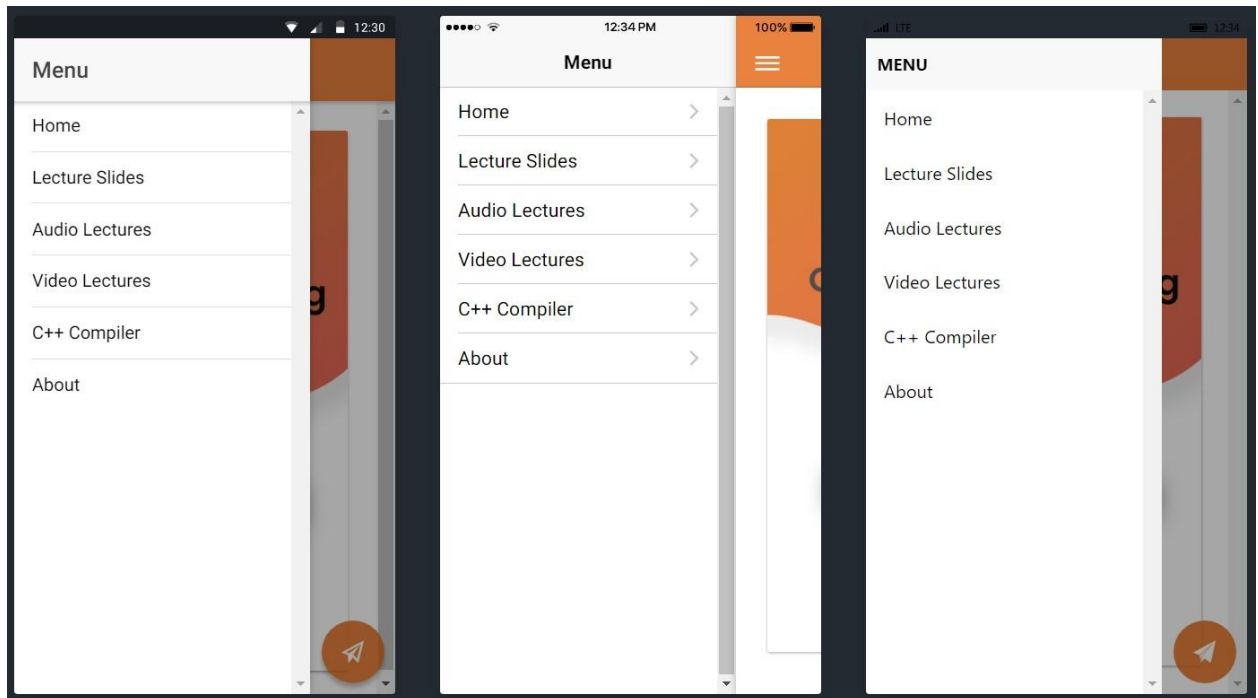 12:30
Menu
Home
Lecture Slides
Audio Lectures
Video Lectures
C++ Compiler
About
g
12:34 PM
100%
Menu
Home
Lecture Slides
Audio Lectures
Video Lectures
C++ Compiler
About
LTE
12:34
MENU
Home
Lecture Slides
Audio Lectures
Video Lectures
C++ Compiler
About
g